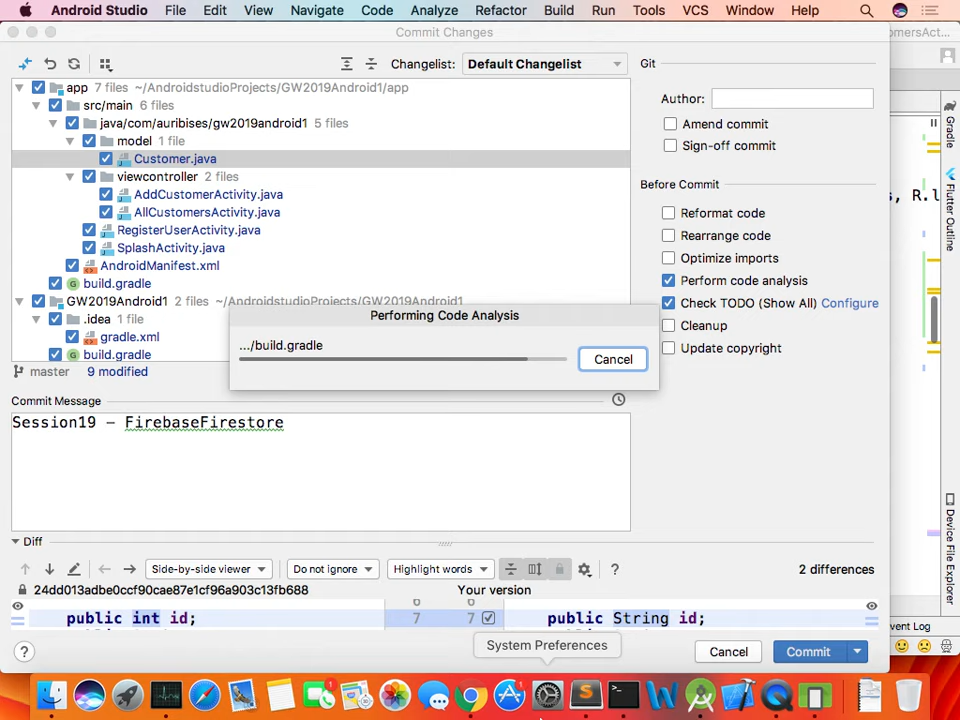 Android Studio File Edit View Navigate Code Analyze Refactor Build Run Tools VCS Window Help
Commit Changes
Changelist: Default Changelist
Git
app 7 files ~/AndroidstudioProjects/GW2019Android1/app
src/main 6 files
java/com/auribises/gw2019android1 5 files
model 1 file
Customer.java
viewcontroller 2 files
AddCustomerActivity.java
AllCustomersActivity.java
RegisterUserActivity.java
SplashActivity.java
AndroidManifest.xml
build.gradle
GW2019Android1 2 files ~/AndroidstudioProjects/GW2019Android1
.idea 1 file
gradle.xml
build.gradle
master 9 modified
Author:
Amend commit
Sign-off commit
Before Commit
Reformat code
Rearrange code
Optimize imports
Perform code analysis
Check TODO (Show All) Configure
Cleanup
Update copyright
Performing Code Analysis
.../build.gradle
Cancel
Commit Message
Session19 - FirebaseFirestore
Diff
Side-by-side viewer Do not ignore Highlight words ? 2 differences
24dd013adbe0ccf90cae87e1cf96a903c13fb688 Your version
6 6
public int id; 7 7 public String id;
System Preferences
? Cancel Commit
omersAct...
s, R.l
Gradle
Flutter Outline
Device File Explorer
vent Log